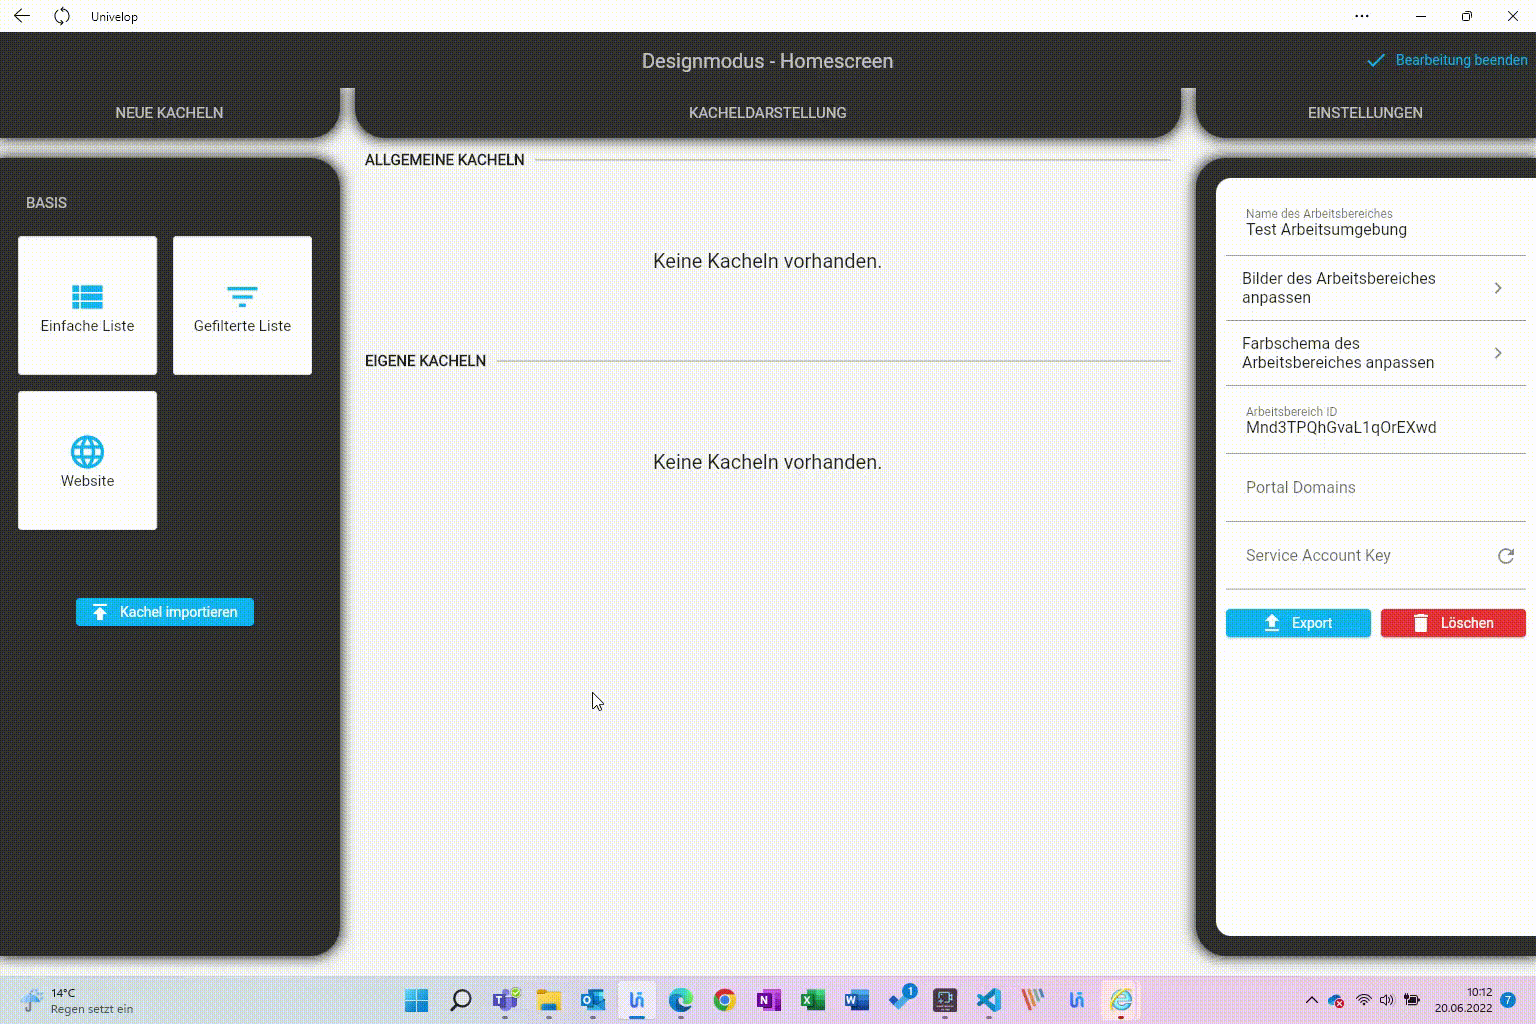 Univelop
Designmodus - Homescreen
Bearbeitung beenden
NEUE KACHELN
KACHELDARSTELLUNG
EINSTELLUNGEN
BASIS
Einfache Liste
Gefilterte Liste
Website
Kachel importieren
ALLGEMEINE KACHELN
Keine Kacheln vorhanden.
EIGENE KACHELN
Keine Kacheln vorhanden.
Name des Arbeitsbereiches
Test Arbeitsumgebung
Bilder des Arbeitsbereiches
anpassen
Farbschema des
Arbeitsbereiches anpassen
Arbeitsbereich ID
Mnd3TPQhGvaL1qOrEXwd
Portal Domains
Service Account Key
Export
Löschen
14°C
Regen setzt ein
1
10:12
20.06.2022
7